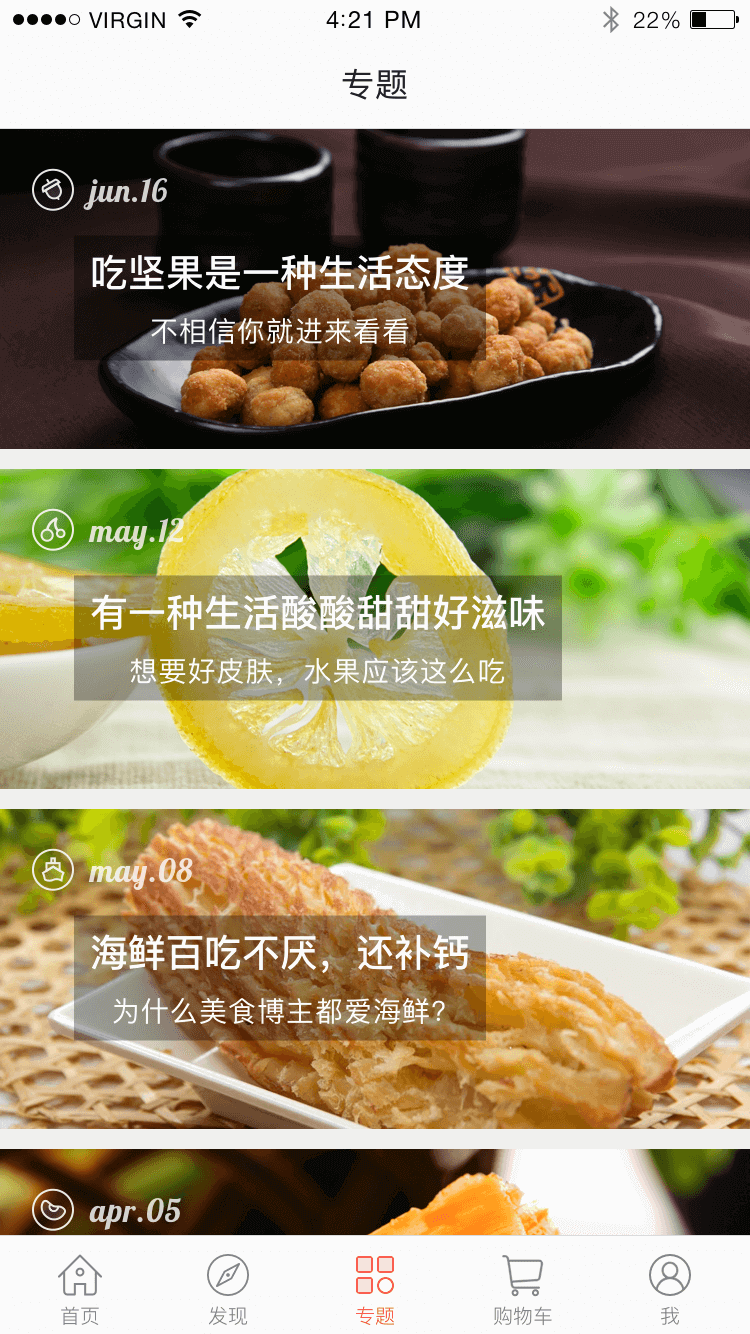 VIRGIN 4:21 PM 22%
专题
jun.16
吃坚果是一种生活态度
不相信你就进来看看
may.12
有一种生活酸酸甜甜好滋味
想要好皮肤，水果应该这么吃
may.08
海鲜百吃不厌，还补钙
为什么美食博主都爱海鲜?
apr.05
首页 发现 专题 购物车 我